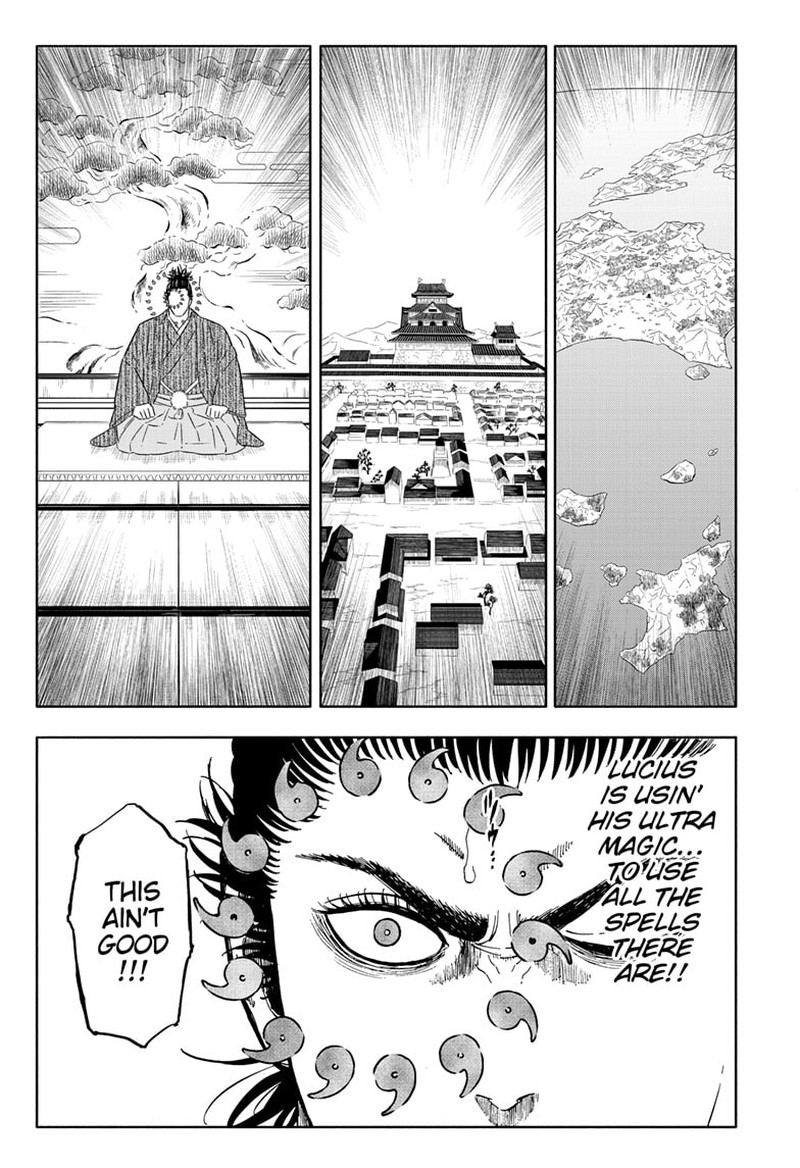 LUCIUS
IS USIN'
HIS ULTRA
MAGIC...
TO USE
ALL THE
SPELLS
THERE
ARE!!
THIS
AIN'T
GOOD
!!!